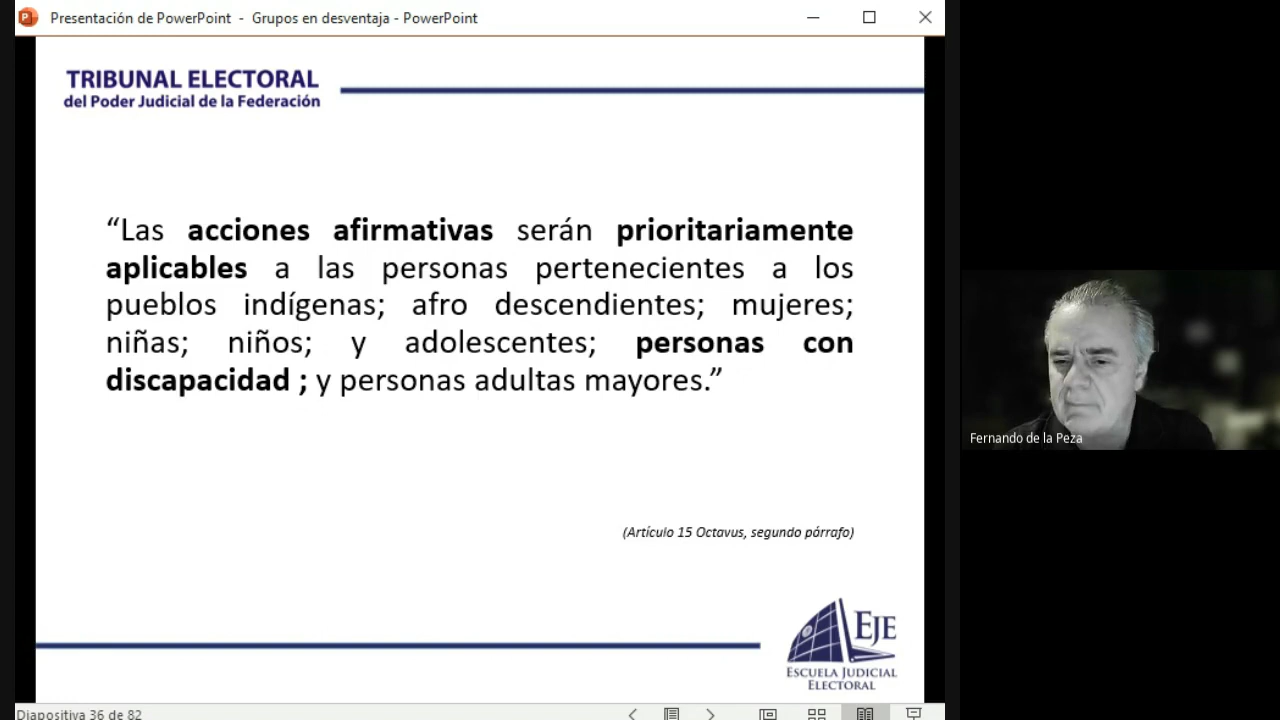 Presentación de PowerPoint - Grupos en desventaja - PowerPoint
TRIBUNAL ELECTORAL
del Poder Judicial de la Federación
“Las acciones afirmativas serán prioritariamente
aplicables a las personas pertenecientes a los
pueblos indígenas; afro descendientes; mujeres;
niñas; niños; y adolescentes; personas con
discapacidad ; y personas adultas mayores.”
(Artículo 15 Octavus, segundo párrafo)
EJE
ESCUELA JUDICIAL
ELECTORAL
Diapositiva 36 de 82
Fernando de la Peza